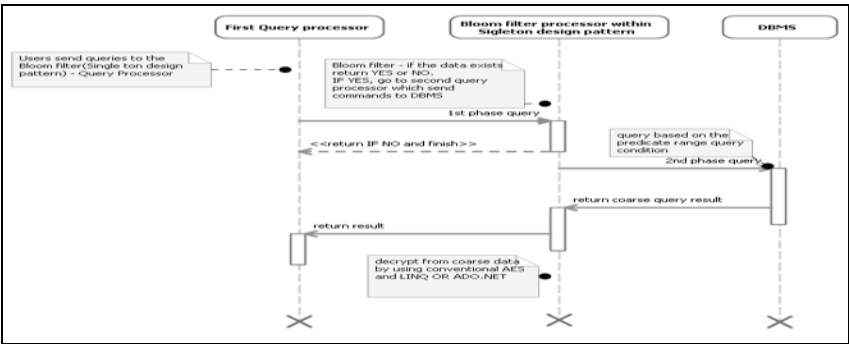 First Query processor
Bloom filter processor within
Sigleton design pattern
DBMS
Users send queries to the
Bloom filter(Single ton design
pattern) - Query Processor
Bloom filter - if the data exists
return YES or NO.
IF YES, go to second query
processor which send
commands to DBMS
1st phase query
<<return IF NO and finish>>
query based on the
predicate range query
condition
2nd phase query
return coarse query result
return result
decrypt from coarse data
by using conventional AES
and LINQ OR ADO.NET